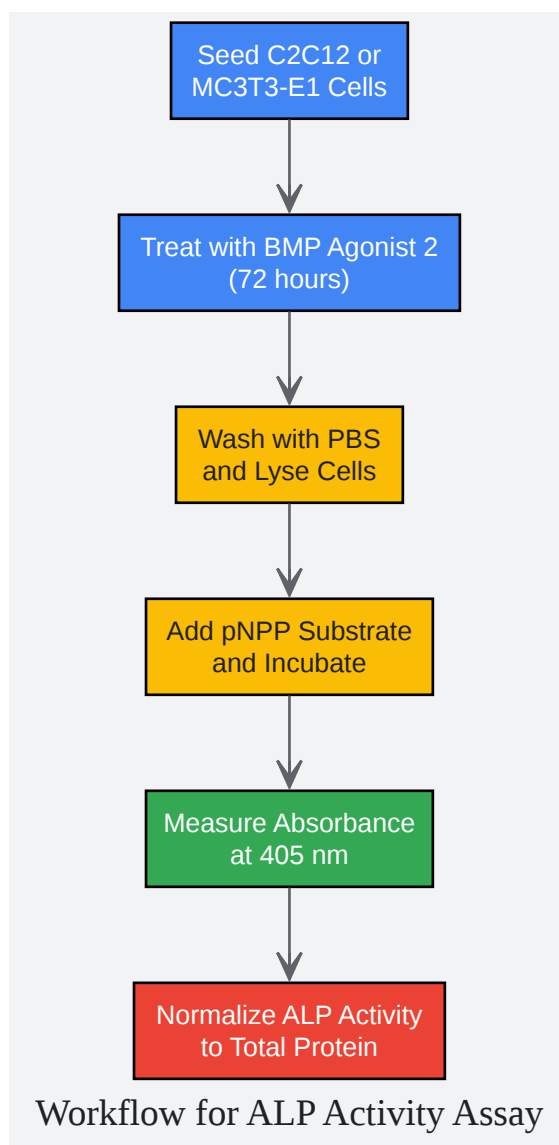 Seed C2C12 or
MC3T3-E1 Cells
Treat with BMP Agonist 2
(72 hours)
Wash with PBS
and Lyse Cells
Add pNPP Substrate
and Incubate
Measure Absorbance
at 405 nm
Normalize ALP Activity
to Total Protein
Workflow for ALP Activity Assay